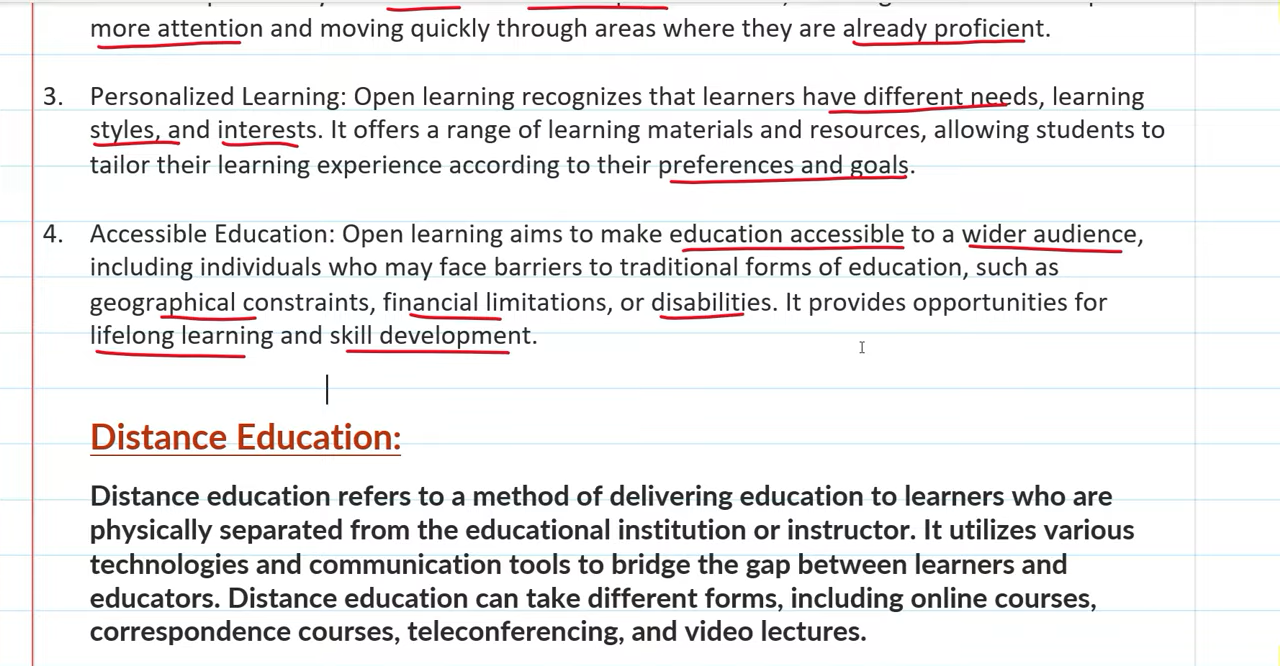 more attention and moving quickly through areas where they are already proficient.
3. Personalized Learning: Open learning recognizes that learners have different needs, learning
styles, and interests. It offers a range of learning materials and resources, allowing students to
tailor their learning experience according to their preferences and goals.
4. Accessible Education: Open learning aims to make education accessible to a wider audience,
including individuals who may face barriers to traditional forms of education, such as
geographical constraints, financial limitations, or disabilities. It provides opportunities for
lifelong learning and skill development.
Distance Education:
Distance education refers to a method of delivering education to learners who are
physically separated from the educational institution or instructor. It utilizes various
technologies and communication tools to bridge the gap between learners and
educators. Distance education can take different forms, including online courses,
correspondence courses, teleconferencing, and video lectures.